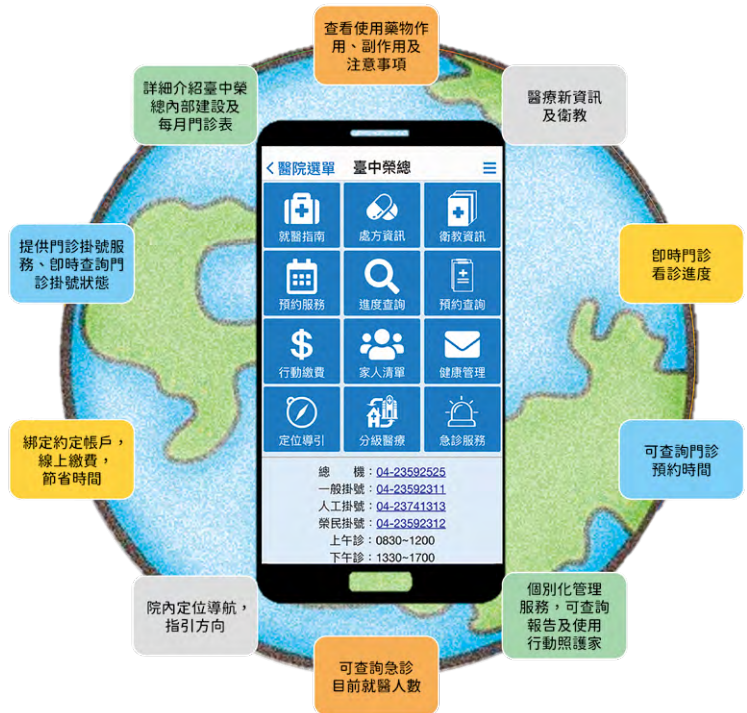 查看使用藥物作
用、副作用及
注意事項
詳細介紹臺中榮
總內部建設及
每月門診表
醫療新資訊
及衛教
醫院選單
臺中榮總
就醫指南
處方資訊
衛教資訊
提供門診掛號服
務、即時查詢門
診掛號狀態
即時門診
看診進度
預約服務
進度查詢
預約查詢
行動繳費
家人清單
健康管理
綁定約定帳戶，
線上繳費，
節省時間
可查詢門診
預約時間
定位導引
分級醫療
急診服務
總　　機：04-23592525
一般掛號：04-23592311
人工掛號：04-23741313
榮民掛號：04-23592312
上午診：0830~1200
下午診：1330~1700
院內定位導航，
指引方向
個別化管理
服務，可查詢
報告及使用
行動照護家
可查詢急診
目前就醫人數